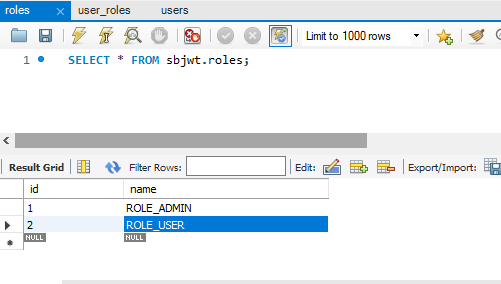 roles × user_roles users
Limit to 1000 rows
1 SELECT * FROM sbjwt.roles;
Result Grid Filter Rows: Edit: Export/Import:
id name
1 ROLE_ADMIN
2 ROLE_USER
NULL NULL